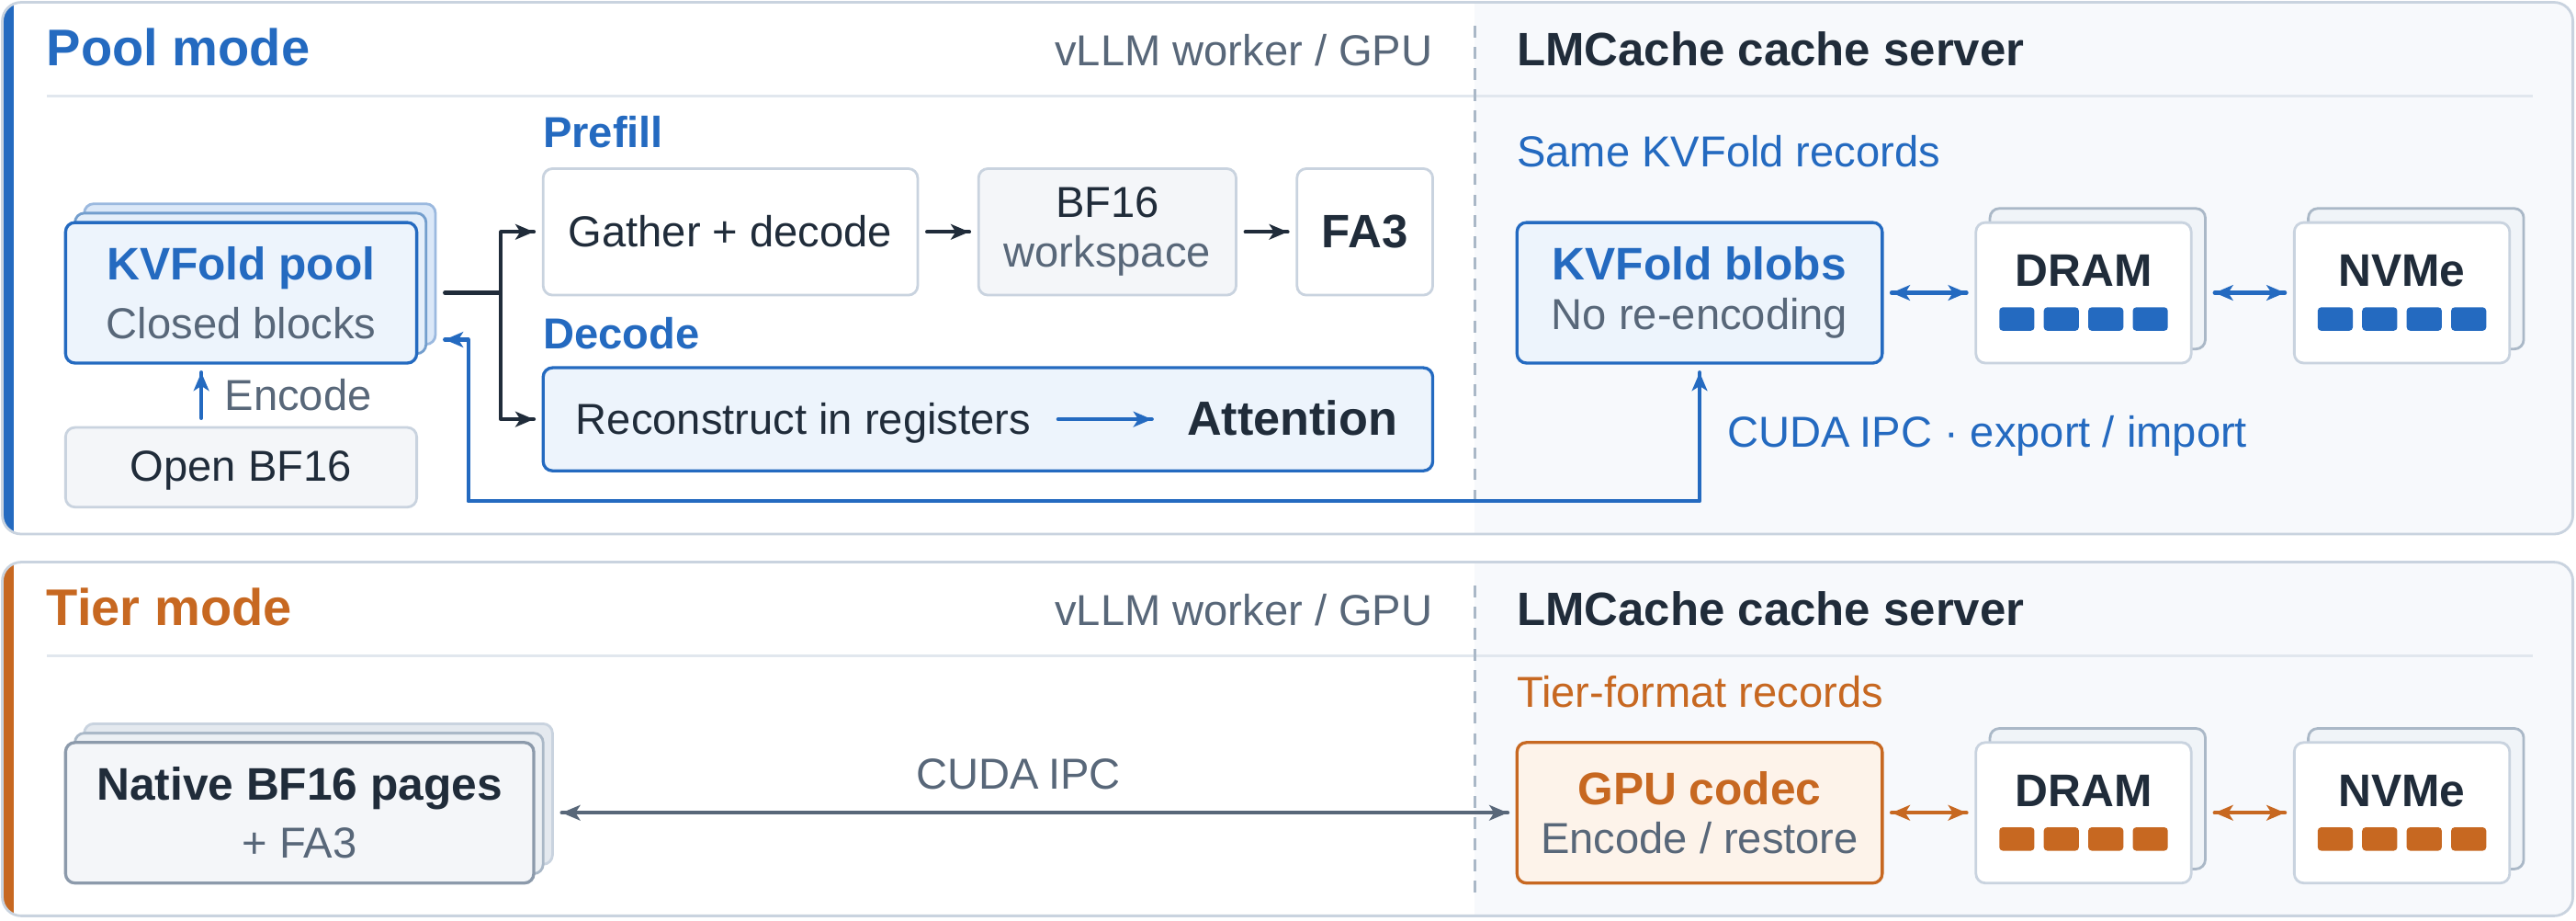 Pool mode
vLLM worker / GPU
LMCache cache server
Prefill
Gather + decode
BF16
workspace
FA3
KVFold pool
Closed blocks
Encode
Open BF16
Decode
Reconstruct in registers
Attention
Same KVFold records
KVFold blobs
No re-encoding
DRAM
NVMe
CUDA IPC · export / import
Tier mode
vLLM worker / GPU
LMCache cache server
Native BF16 pages
+ FA3
CUDA IPC
Tier-format records
GPU codec
Encode / restore
DRAM
NVMe